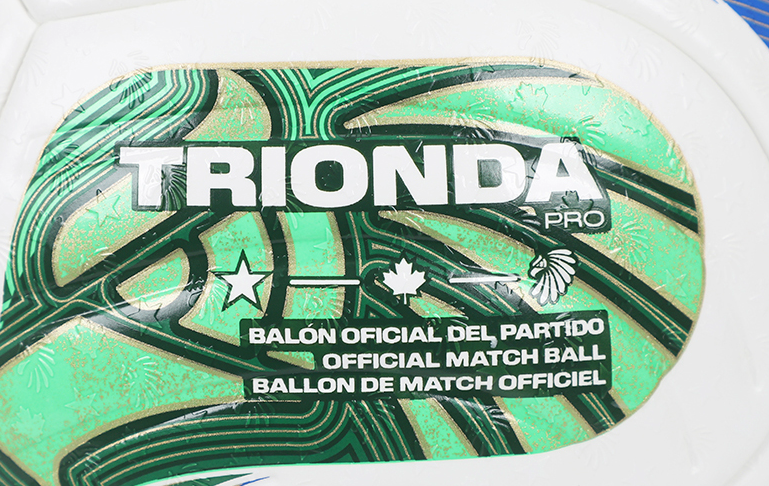 TRIONDA
PRO
BALÓN OFICIAL DEL PARTIDO
OFFICIAL MATCH BALL
BALLON DE MATCH OFFICIEL